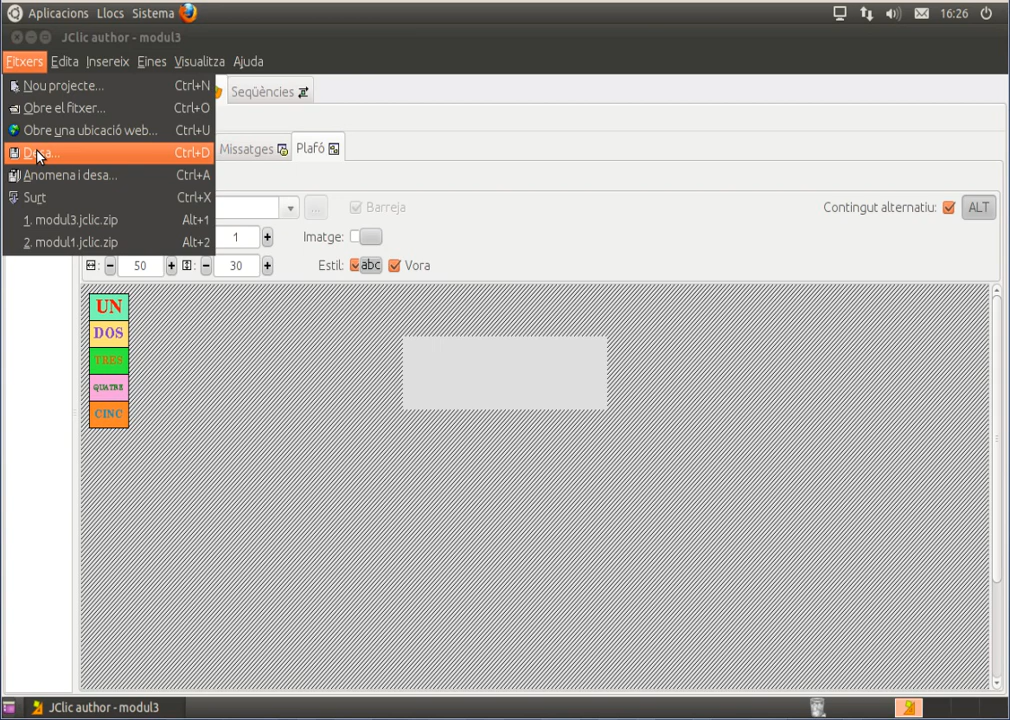 Aplicacions Llocs Sistema 16:26
JClic author - modul3
Fitxers Edita Insereix Eines Visualitza Ajuda
Nou projecte... Ctrl+N
Seqüències
Obre el fitxer... Ctrl+O
Obre una ubicació web... Ctrl+U
Desa... Ctrl+D
Missatges Plafó
Anomena i desa... Ctrl+A
Surt Ctrl+X
... Barreja Contingut alternatiu: ALT
1. modul3.jclic.zip Alt+1
2. modul1.jclic.zip Alt+2
1 + Imatge:
: - 50 + : - 30 + Estil: abc Vora
UN
DOS
TRES
QUATRE
CINC
JClic author - modul3